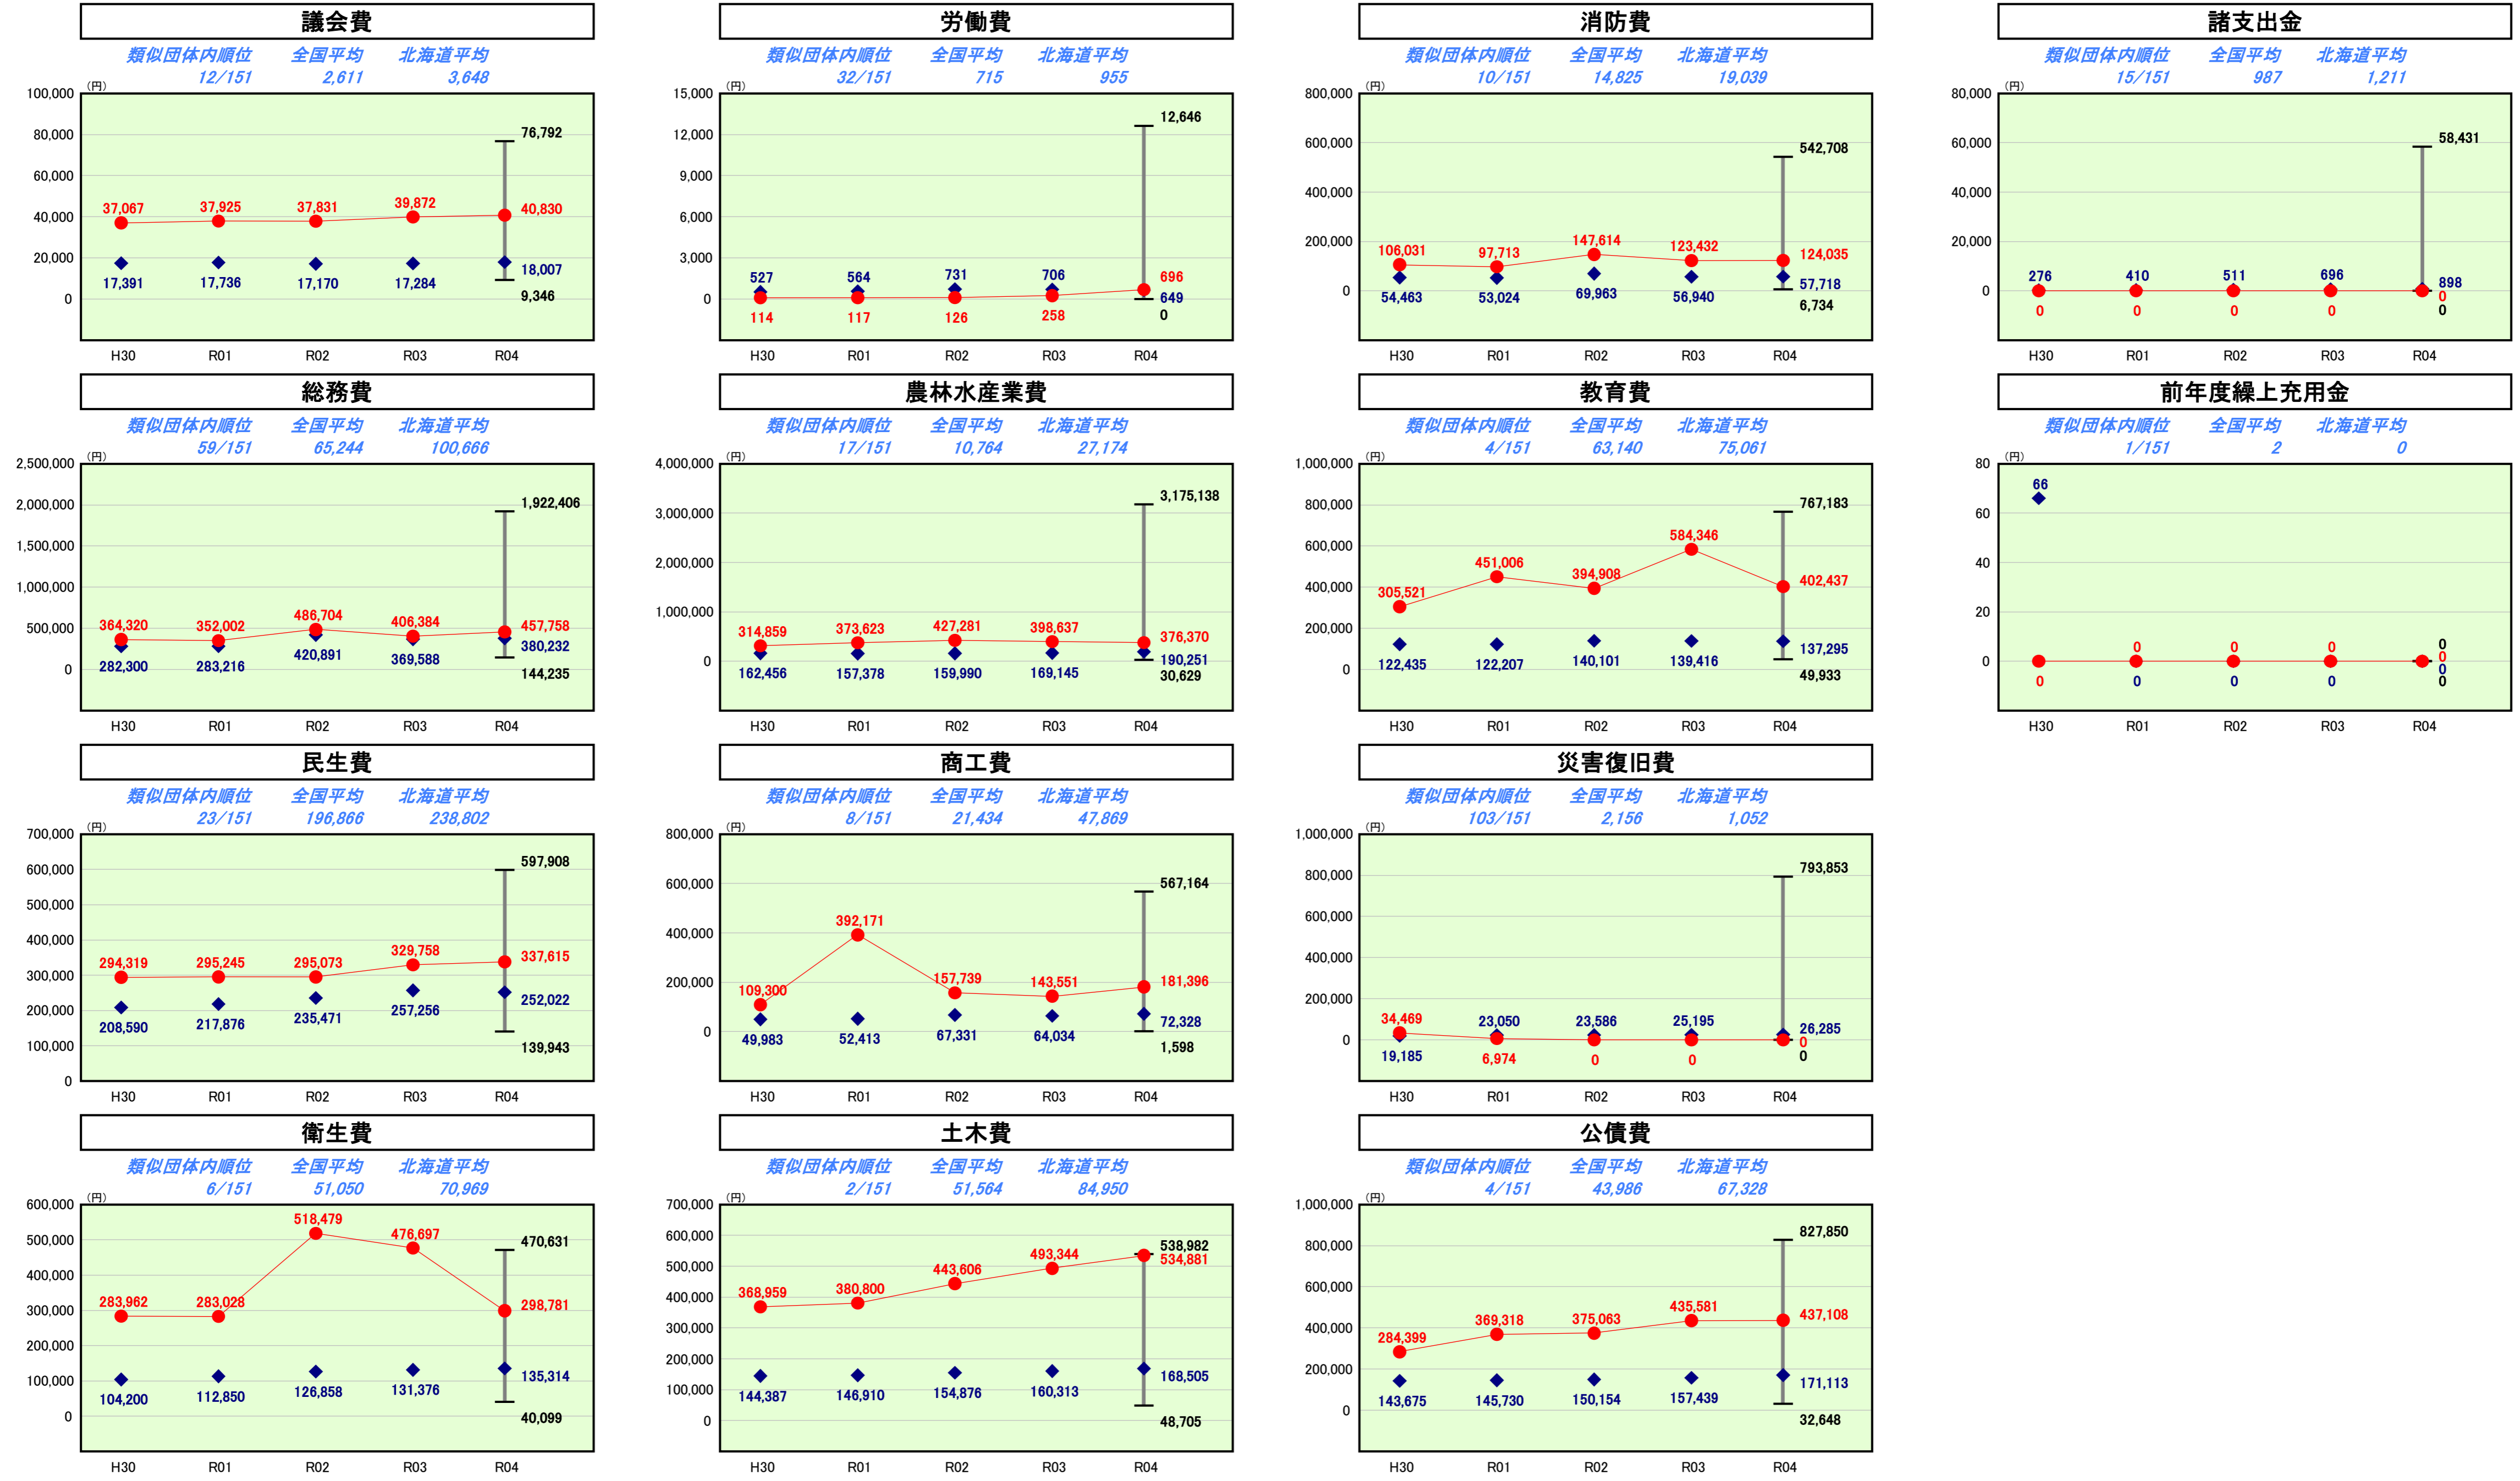 議会費
類似団体内順位 全国平均 北海道平均
12/151 2,611 3,648
(円)
100,000
80,000
60,000
40,000
20,000
0
37,067 37,925 37,831 39,872 40,830
17,391 17,736 17,170 17,284 18,007
76,792
9,346
H30 R01 R02 R03 R04
労働費
類似団体内順位 全国平均 北海道平均
32/151 715 955
(円)
15,000
12,000
9,000
6,000
3,000
0
527 564 731 706 649
114 117 126 258 696
12,646
0
H30 R01 R02 R03 R04
消防費
類似団体内順位 全国平均 北海道平均
10/151 14,825 19,039
(円)
800,000
600,000
400,000
200,000
0
106,031 97,713 147,614 123,432 124,035
54,463 53,024 69,963 56,940 57,718
542,708
6,734
H30 R01 R02 R03 R04
諸支出金
類似団体内順位 全国平均 北海道平均
15/151 987 1,211
(円)
80,000
60,000
40,000
20,000
0
276 410 511 696 898
0 0 0 0 0
58,431
0
H30 R01 R02 R03 R04
総務費
類似団体内順位 全国平均 北海道平均
59/151 65,244 100,666
(円)
2,500,000
2,000,000
1,500,000
1,000,000
500,000
0
364,320 352,002 486,704 406,384 457,758
282,300 283,216 420,891 369,588 380,232
1,922,406
144,235
H30 R01 R02 R03 R04
農林水産業費
類似団体内順位 全国平均 北海道平均
17/151 10,764 27,174
(円)
4,000,000
3,000,000
2,000,000
1,000,000
0
314,859 373,623 427,281 398,637 376,370
162,456 157,378 159,990 169,145 190,251
3,175,138
30,629
H30 R01 R02 R03 R04
教育費
類似団体内順位 全国平均 北海道平均
4/151 63,140 75,061
(円)
1,000,000
800,000
600,000
400,000
200,000
0
305,521 451,006 394,908 584,346 402,437
122,435 122,207 140,101 139,416 137,295
767,183
49,933
H30 R01 R02 R03 R04
前年度繰上充用金
類似団体内順位 全国平均 北海道平均
1/151 2 0
(円)
80
60
40
20
0
66 0 0 0 0
0 0 0 0 0
0
0
H30 R01 R02 R03 R04
民生費
類似団体内順位 全国平均 北海道平均
23/151 196,866 238,802
(円)
700,000
600,000
500,000
400,000
300,000
200,000
100,000
0
294,319 295,245 295,073 329,758 337,615
208,590 217,876 235,471 257,256 252,022
597,908
139,943
H30 R01 R02 R03 R04
商工費
類似団体内順位 全国平均 北海道平均
8/151 21,434 47,869
(円)
800,000
600,000
400,000
200,000
0
109,300 392,171 157,739 143,551 181,396
49,983 52,413 67,331 64,034 72,328
567,164
1,598
H30 R01 R02 R03 R04
災害復旧費
類似団体内順位 全国平均 北海道平均
103/151 2,156 1,052
(円)
1,000,000
800,000
600,000
400,000
200,000
0
34,469 6,974 0 0 0
19,185 23,050 23,586 25,195 26,285
793,853
0
H30 R01 R02 R03 R04
衛生費
類似団体内順位 全国平均 北海道平均
6/151 51,050 70,969
(円)
600,000
500,000
400,000
300,000
200,000
100,000
0
283,962 283,028 518,479 476,697 298,781
104,200 112,850 126,858 131,376 135,314
470,631
40,099
H30 R01 R02 R03 R04
土木費
類似団体内順位 全国平均 北海道平均
2/151 51,564 84,950
(円)
700,000
600,000
500,000
400,000
300,000
200,000
100,000
0
368,959 380,800 443,606 493,344 534,881
144,387 146,910 154,876 160,313 168,505
538,982
48,705
H30 R01 R02 R03 R04
公債費
類似団体内順位 全国平均 北海道平均
4/151 43,986 67,328
(円)
1,000,000
800,000
600,000
400,000
200,000
0
284,399 369,318 375,063 435,581 437,108
143,675 145,730 150,154 157,439 171,113
827,850
32,648
H30 R01 R02 R03 R04